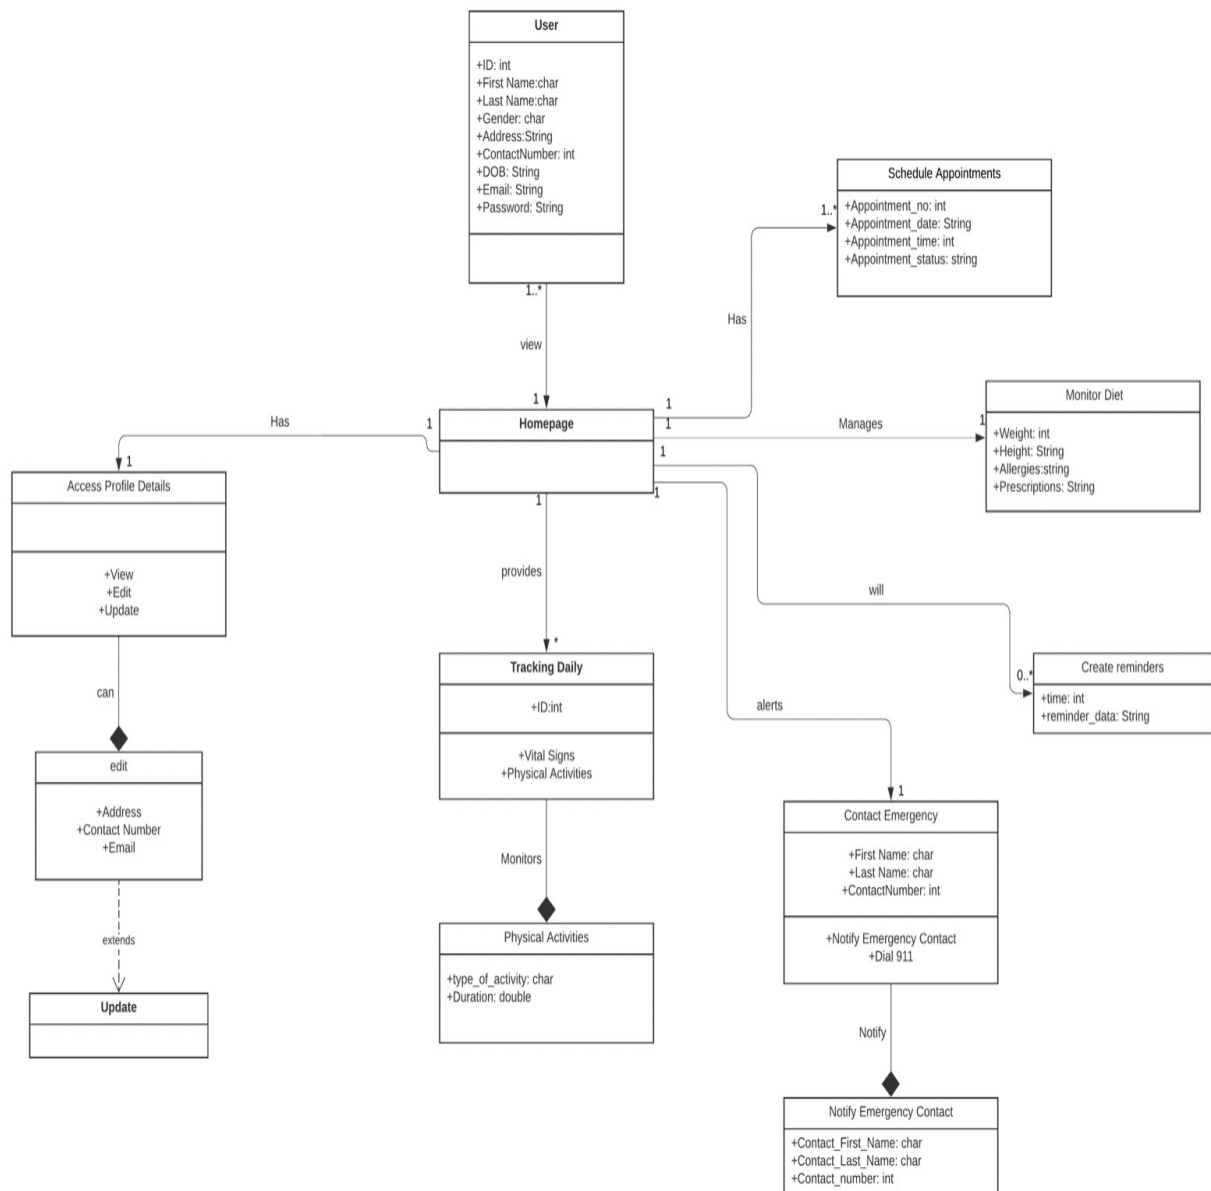 User
+ID: int
+First Name:char
+Last Name:char
+Gender: char
+Address:String
+ContactNumber: int
+DOB: String
+Email: String
+Password: String
1..*
view
1
Schedule Appointments
+Appointment_no: int
+Appointment_date: String
+Appointment_time: int
+Appointment_status: string
1..*
Has
1
Homepage
Monitor Diet
+Weight: int
+Height: String
+Allergies:string
+Prescriptions: String
1
Manages
1
Has
1
1
Access Profile Details
+View
+Edit
+Update
can
edit
+Address
+Contact Number
+Email
extends
Update
1
provides
*
Tracking Daily
+ID:int
+Vital Signs
+Physical Activities
Monitors
Physical Activities
+type_of_activity: char
+Duration: double
1
will
0..*
Create reminders
+time: int
+reminder_data: String
1
alerts
1
Contact Emergency
+First Name: char
+Last Name: char
+ContactNumber: int
+Notify Emergency Contact
+Dial 911
Notify
Notify Emergency Contact
+Contact_First_Name: char
+Contact_Last_Name: char
+Contact_number: int